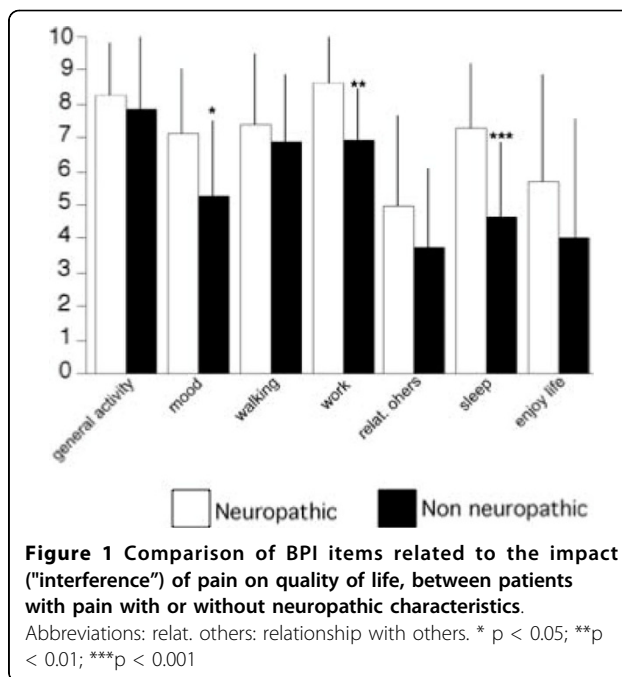 10
9
8
7
6
5
4
3
2
1
0
*
**
***
general activity
mood
walking
work
relat. ohers
sleep
enjoy life
Neuropathic
Non neuropathic
Figure 1 Comparison of BPI items related to the impact
("interference") of pain on quality of life, between patients
with pain with or without neuropathic characteristics.
Abbreviations: relat. others: relationship with others. * p < 0.05; **p
< 0.01; ***p < 0.001